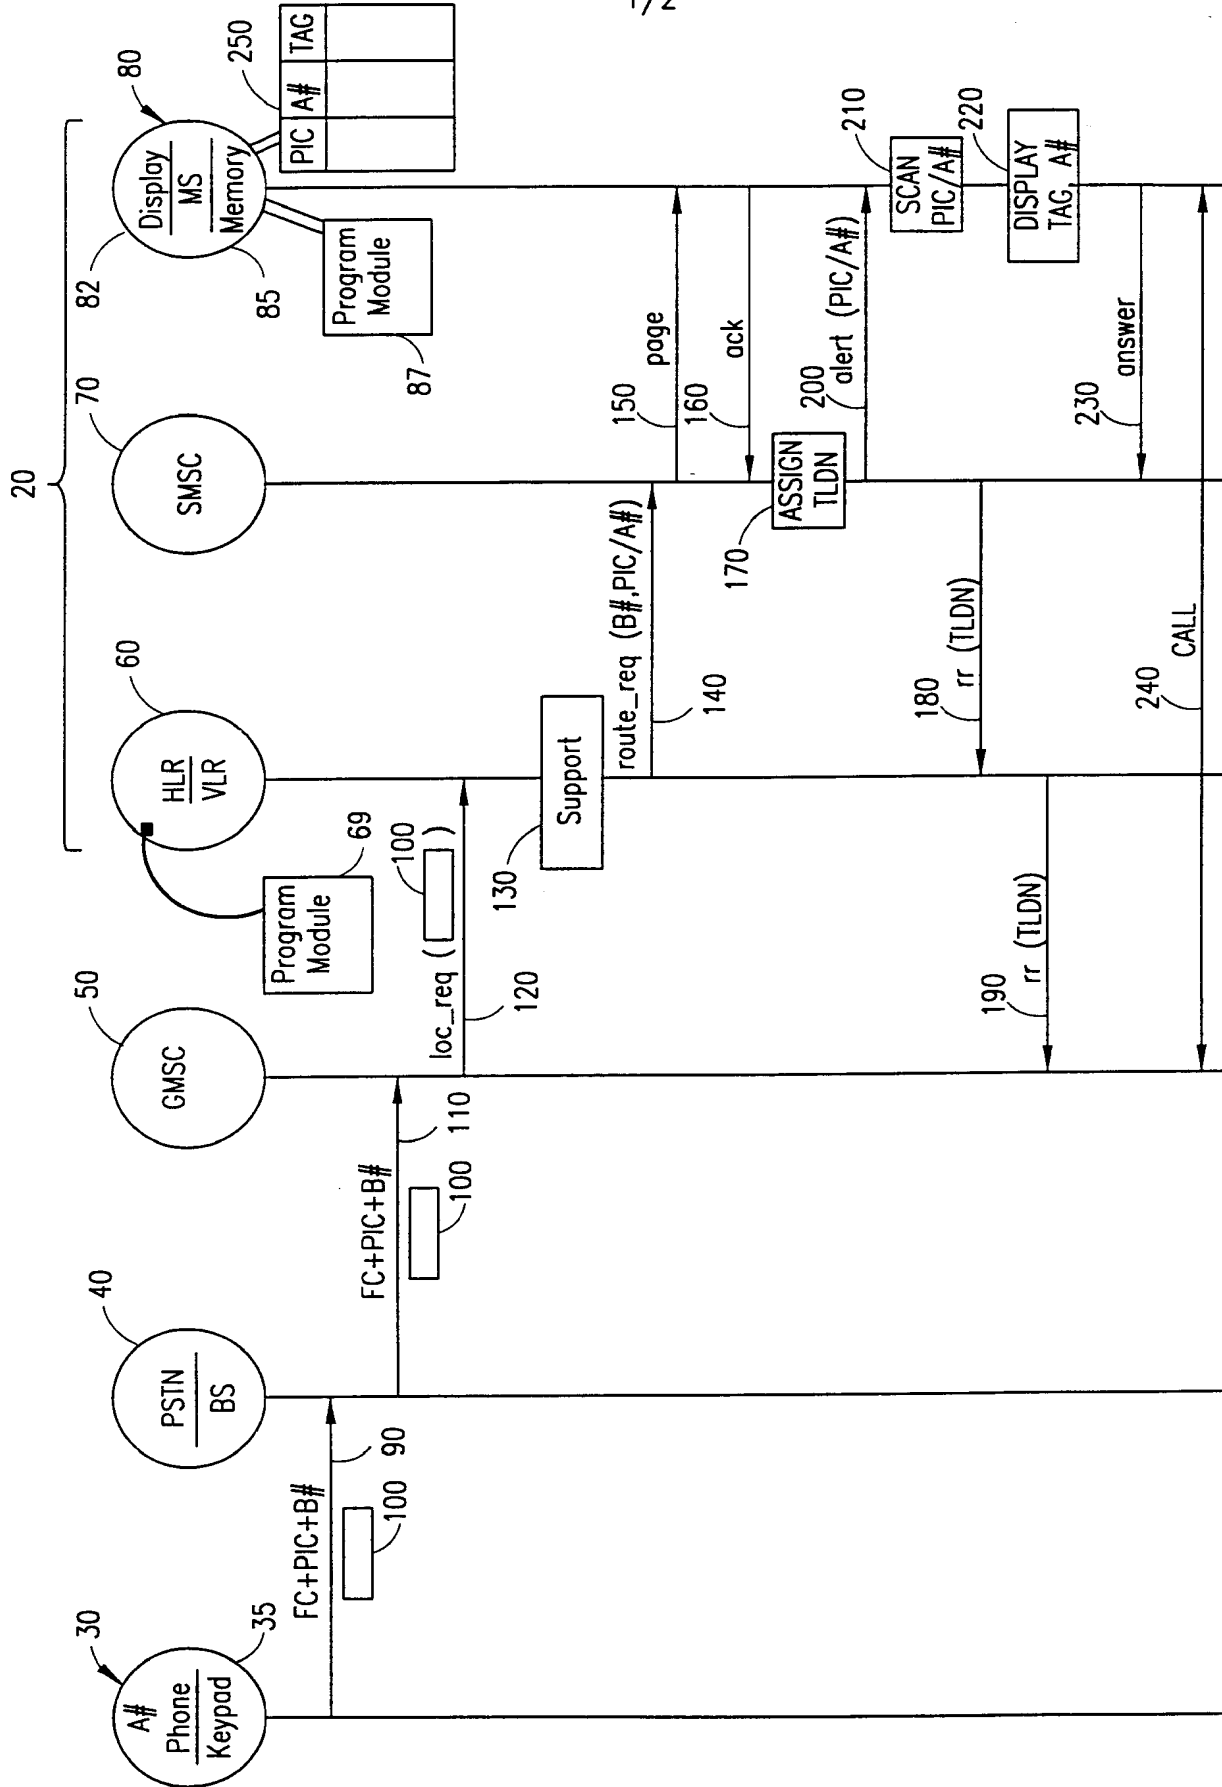 1/2
20
30
A#
Phone
Keypad
35
40
PSTN
BS
50
GMSC
60
HLR
VLR
Program
Module
69
70
SMSC
80
82
Display
MS
Memory
85
Program
Module
87
250
PIC A# TAG
FC+PIC+B#
90
100
FC+PIC+B#
110
100
loc_req ( )
100
120
Support
130
route_req (B#,PIC/A#)
140
page
150
ack
160
ASSIGN
TLDN
170
alert (PIC/A#)
200
SCAN
PIC/A#
210
DISPLAY
TAG, A#
220
rr (TLDN)
180
rr (TLDN)
190
answer
230
CALL
240